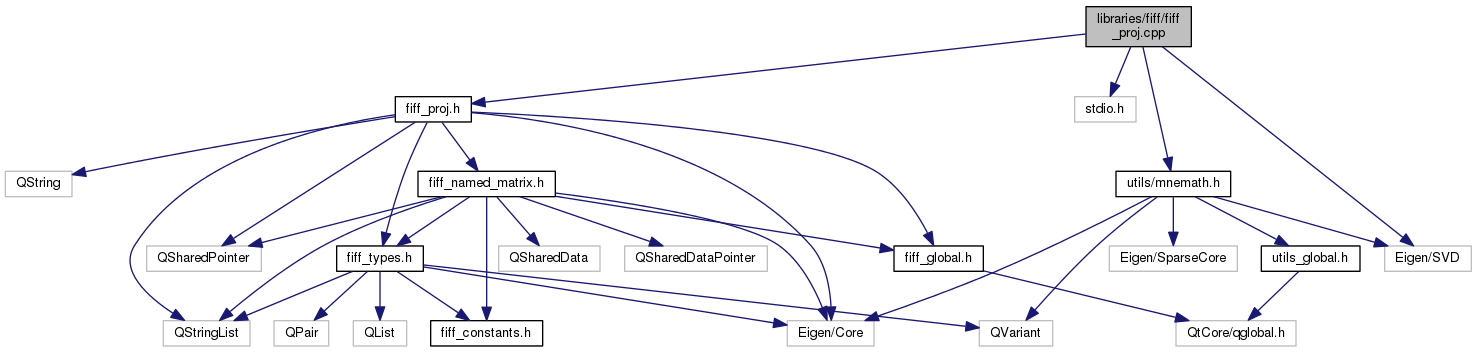 libraries/fiff/fiff
_proj.cpp
fiff_proj.h
stdio.h
QString
fiff_named_matrix.h
utils/mnemath.h
QSharedPointer
fiff_types.h
QSharedData
QSharedDataPointer
fiff_global.h
Eigen/SparseCore
utils_global.h
Eigen/SVD
QStringList
QPair
QList
fiff_constants.h
Eigen/Core
QVariant
QtCore/qglobal.h